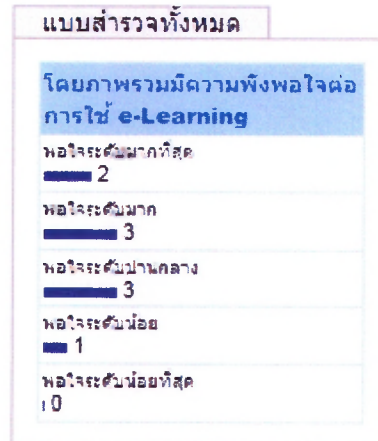 แบบสำรวจทั้งหมด
โดยภาพรวมมีความพึงพอใจต่อ
การใช้ e-Learning
พอใจระดับมากที่สุด
2
พอใจระดับมาก
3
พอใจระดับปานกลาง
3
พอใจระดับน้อย
1
พอใจระดับน้อยที่สุด
0